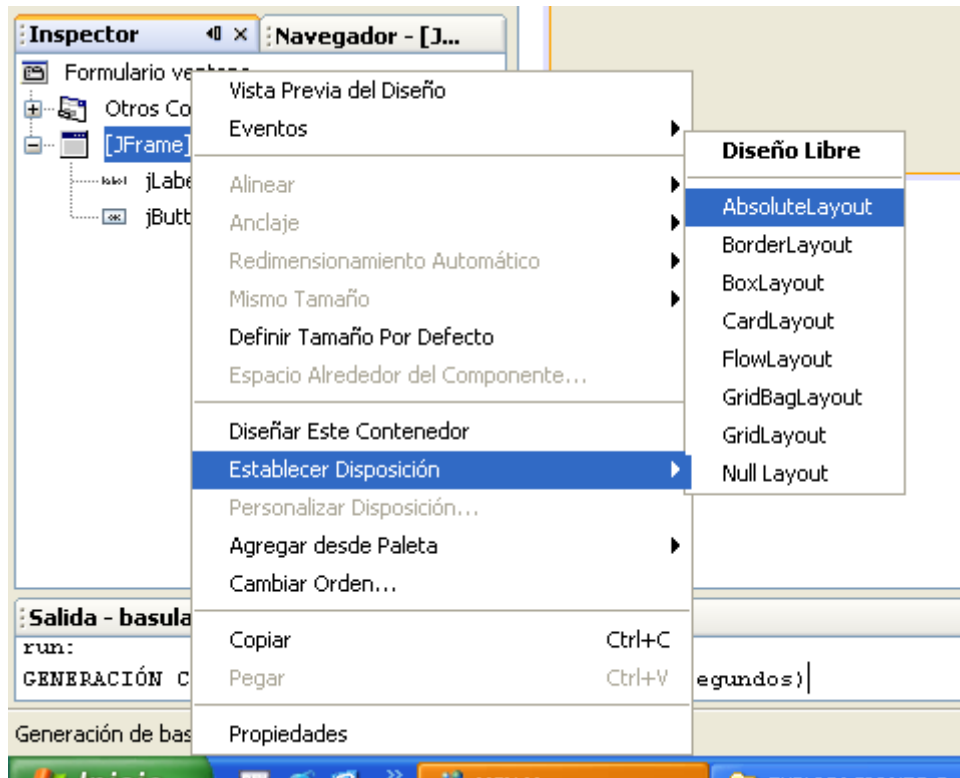 Inspector
Navegador - [J...
Formulario ventana
Otros Co
[JFrame]
jLabe
jButt
Vista Previa del Diseño
Eventos
Alinear
Anclaje
Redimensionamiento Automático
Mismo Tamaño
Definir Tamaño Por Defecto
Espacio Alrededor del Componente...
Diseñar Este Contenedor
Establecer Disposición
Personalizar Disposición...
Agregar desde Paleta
Cambiar Orden...
Copiar Ctrl+C
Pegar Ctrl+V
Propiedades
Diseño Libre
AbsoluteLayout
BorderLayout
BoxLayout
CardLayout
FlowLayout
GridBagLayout
GridLayout
Null Layout
Salida - basula
run:
GENERACIÓN C
egundos)
Generación de bas